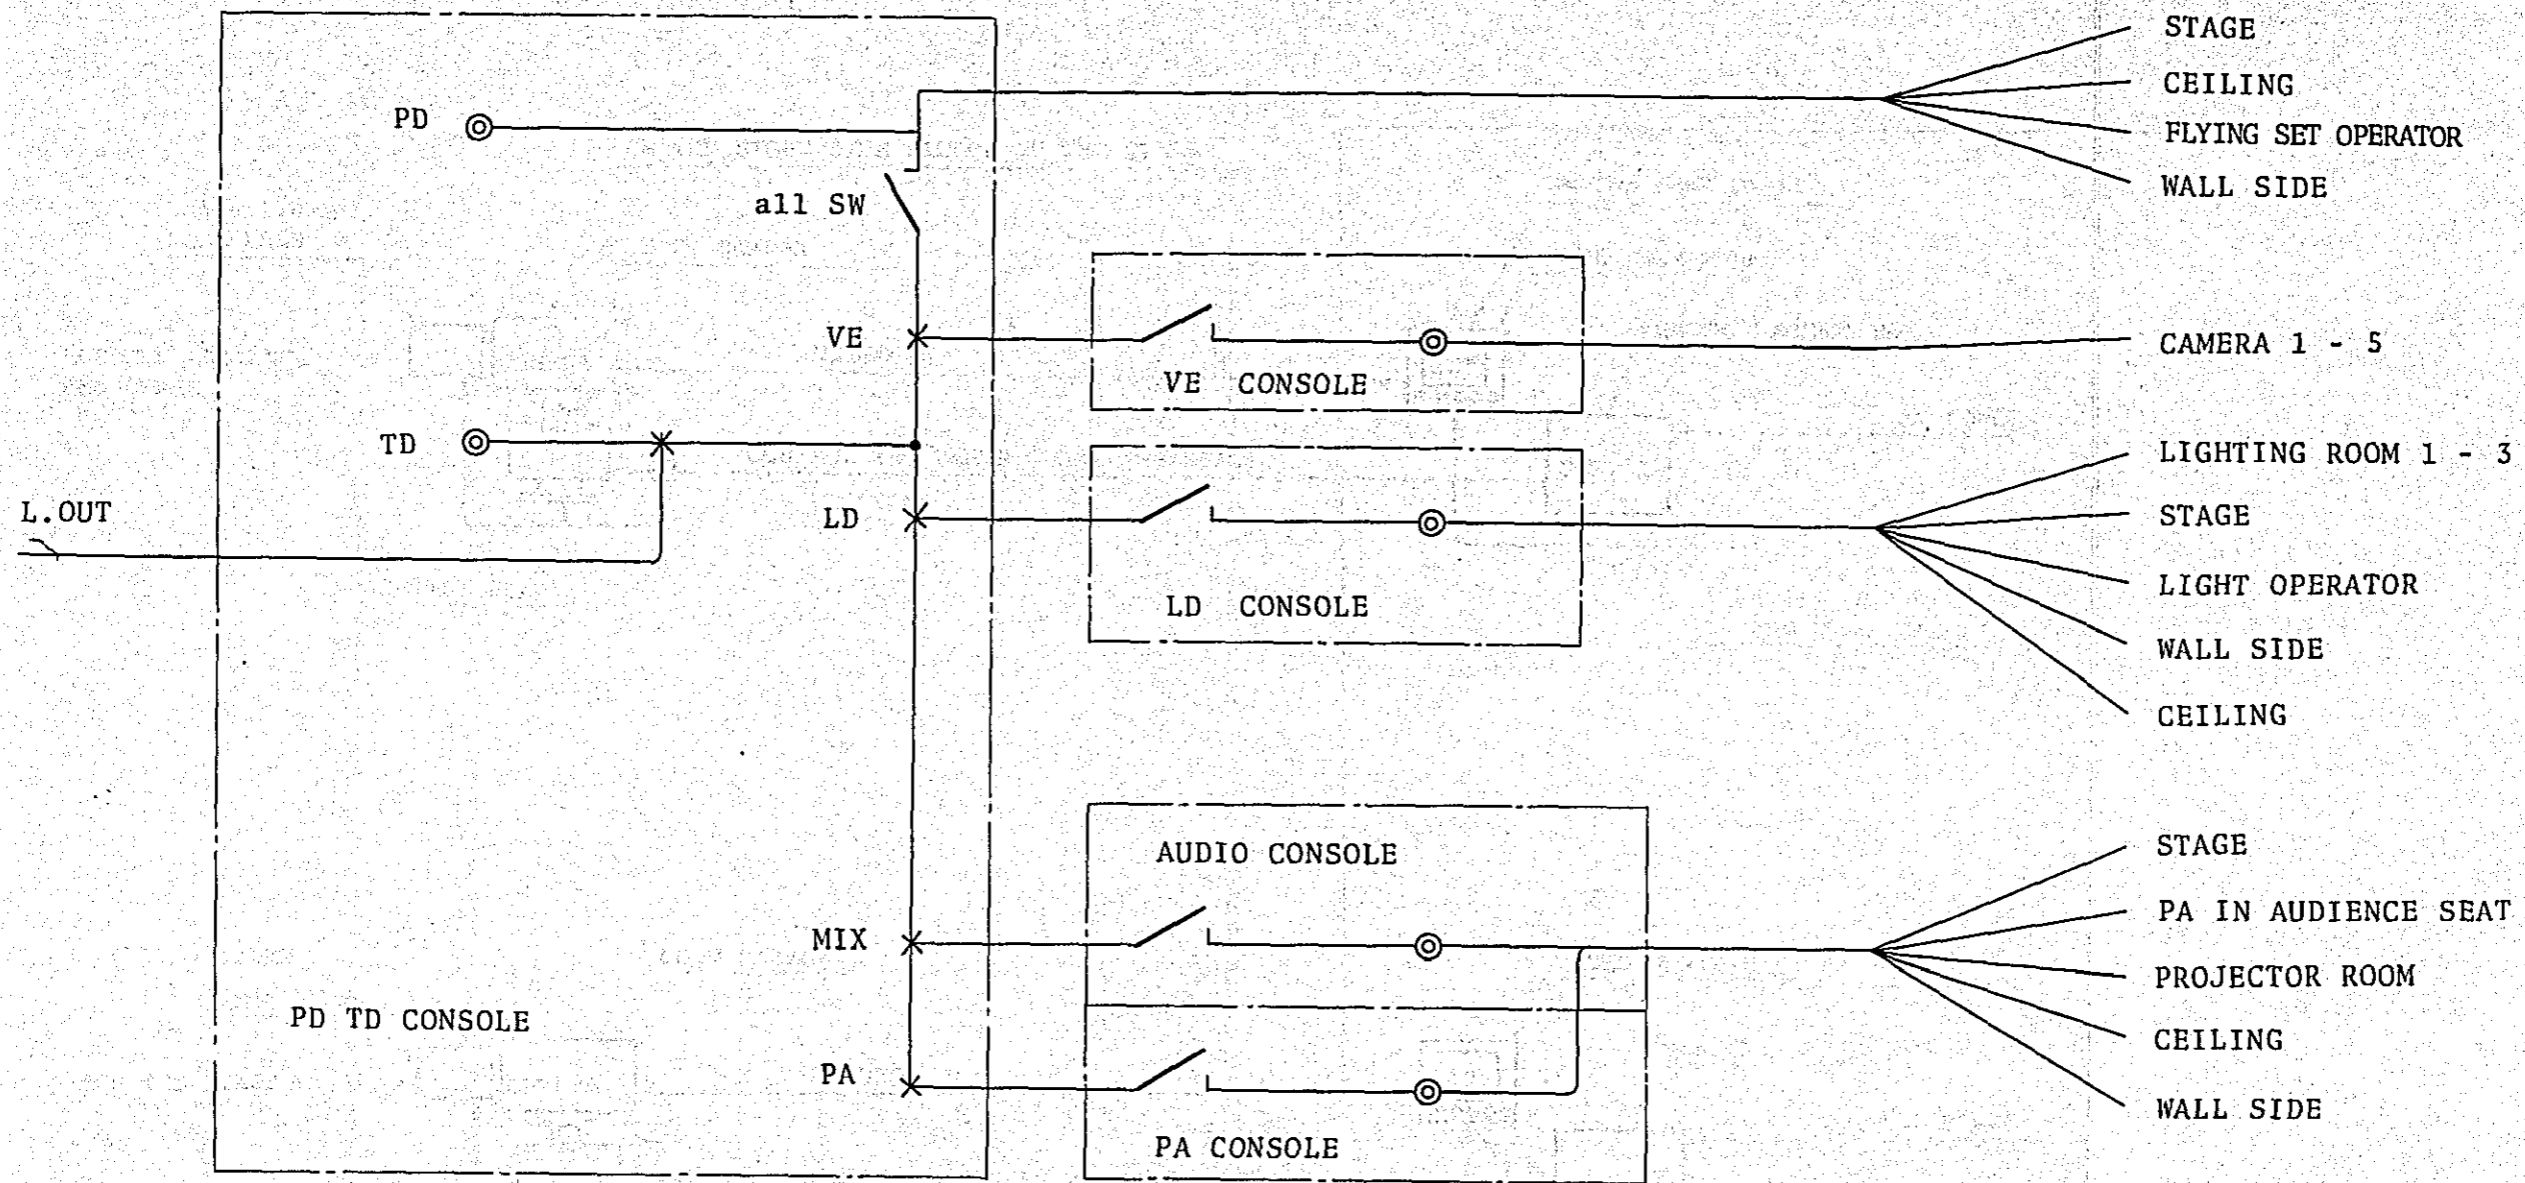 STAGE
CEILING
PD
FLYING SET OPERATOR
WALL SIDE
all SW
VE
CAMERA 1 - 5
VE CONSOLE
TD
LIGHTING ROOM 1 - 3
L.OUT
LD
STAGE
LIGHT OPERATOR
LD CONSOLE
WALL SIDE
CEILING
AUDIO CONSOLE
STAGE
PA IN AUDIENCE SEAT
MIX
PROJECTOR ROOM
PD TD CONSOLE
CEILING
PA
WALL SIDE
PA CONSOLE